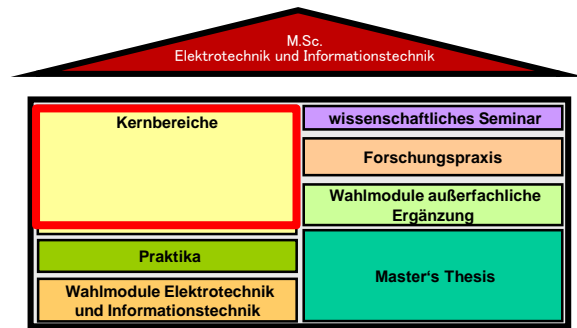 M.Sc.
Elektrotechnik und Informationstechnik
Kernbereiche
Praktika
Wahlmodule Elektrotechnik
und Informationstechnik
wissenschaftliches Seminar
Forschungspraxis
Wahlmodule außerfachliche
Ergänzung
Master‘s Thesis